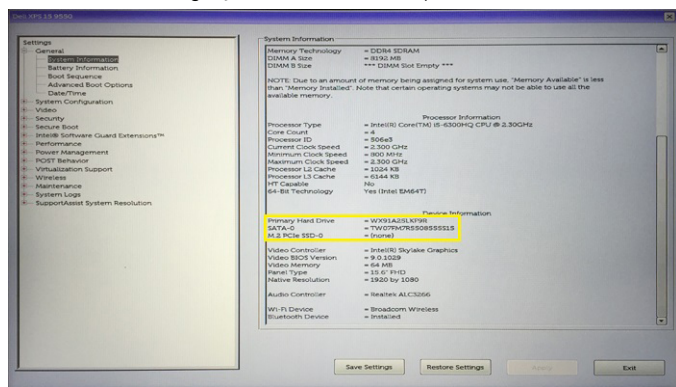 Dell XPS 15 9550
Settings
General
System Information
Battery Information
Boot Sequence
Advanced Boot Options
Date/Time
System Configuration
Video
Security
Secure Boot
Intel® Software Guard Extensions™
Performance
Power Management
POST Behavior
Virtualization Support
Wireless
Maintenance
System Logs
SupportAssist System Resolution
System Information
Memory Technology = DDR4 SDRAM
DIMM A Size = 8192 MB
DIMM B Size *** DIMM Slot Empty ***
NOTE: Due to an amount of memory being assigned for system use, "Memory Available" is less
than "Memory Installed". Note that certain operating systems may not be able to use all the
available memory.
Processor Information
Processor Type = Intel(R) Core(TM) i5-6300HQ CPU @ 2.30GHz
Core Count = 4
Processor ID = 506e3
Current Clock Speed = 2.300 GHz
Minimum Clock Speed = 800 MHz
Maximum Clock Speed = 2.300 GHz
Processor L2 Cache = 1024 KB
Processor L3 Cache = 6144 KB
HT Capable No
64-Bit Technology Yes (Intel EM64T)
Device Information
Primary Hard Drive
SATA-0
M.2 PCIe SSD-0 = {none}
Video Controller = Intel(R) Skylake Graphics
Video BIOS Version = 9.0.1029
Video Memory = 64 MB
Panel Type = 15.6" FHD
Native Resolution = 1920 by 1080
Audio Controller = Realtek ALC3266
Wi-Fi Device = Broadcom Wireless
Bluetooth Device = Installed
Save Settings Restore Settings Apply Exit